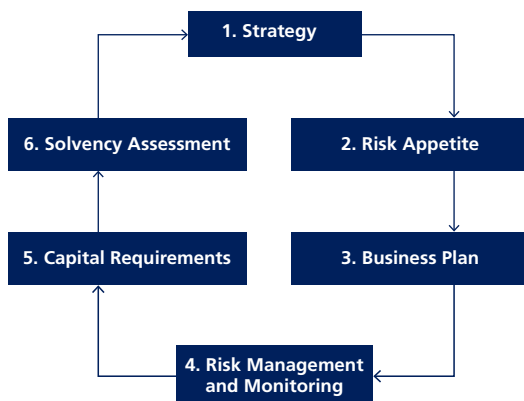 1. Strategy
2. Risk Appetite
3. Business Plan
4. Risk Management
and Monitoring
5. Capital Requirements
6. Solvency Assessment